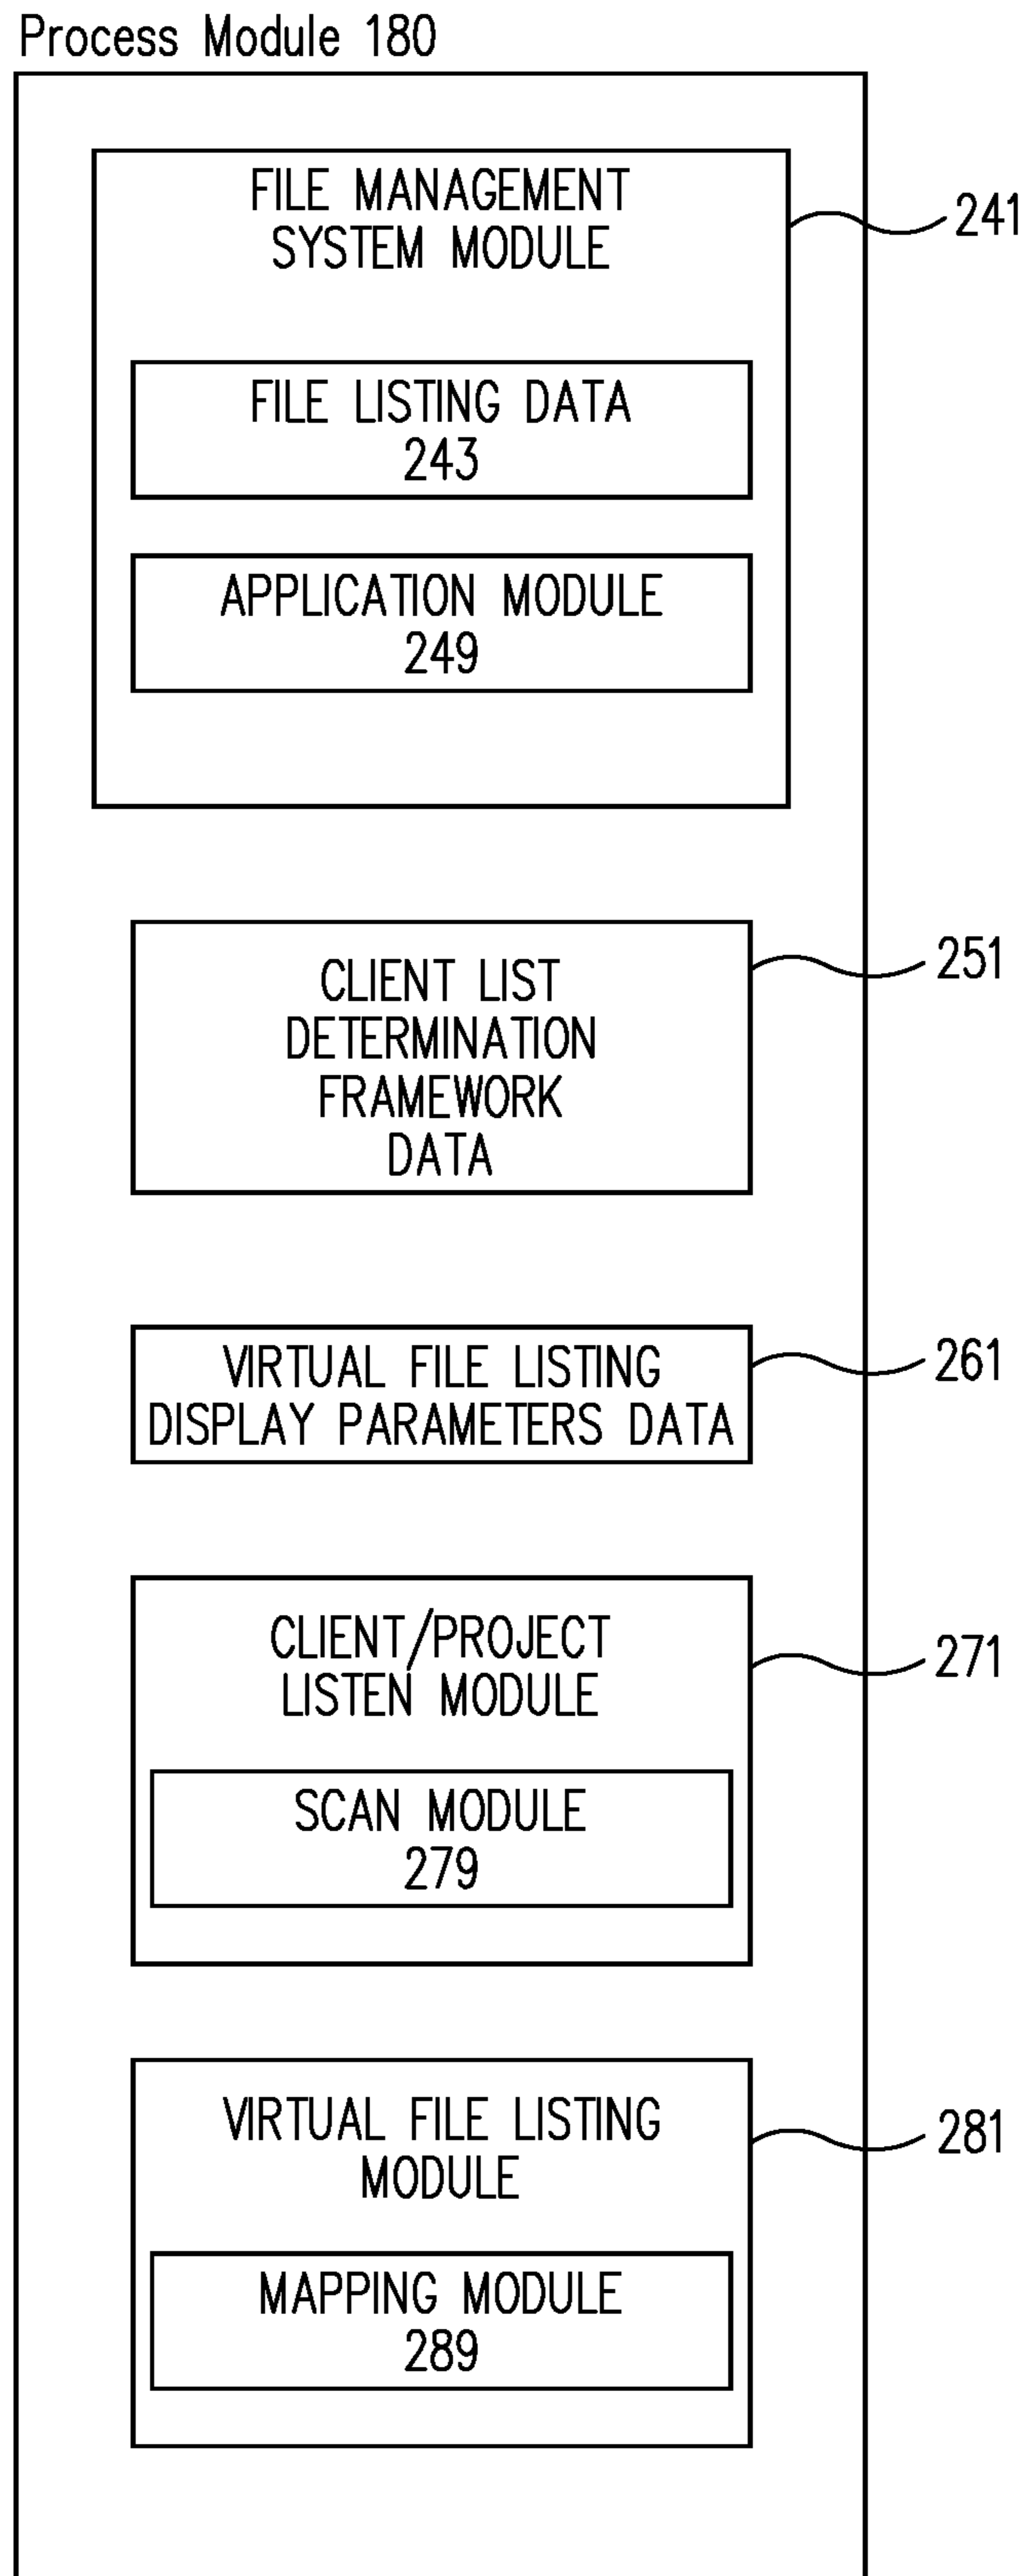 Process Module 180
FILE MANAGEMENT
SYSTEM MODULE
241
FILE LISTING DATA
243
APPLICATION MODULE
249
CLIENT LIST
DETERMINATION
FRAMEWORK
DATA
251
VIRTUAL FILE LISTING
DISPLAY PARAMETERS DATA
261
CLIENT/PROJECT
LISTEN MODULE
271
SCAN MODULE
279
VIRTUAL FILE LISTING
MODULE
281
MAPPING MODULE
289